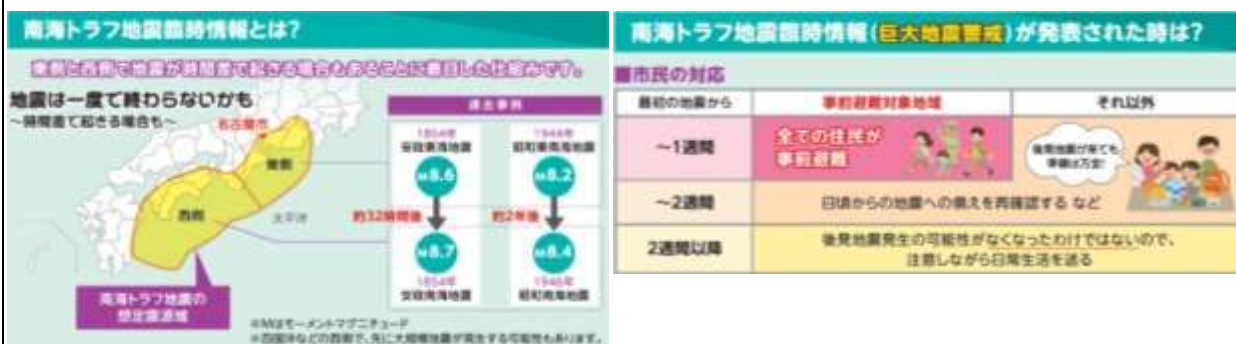 南海トラフ地震臨時情報とは?
東側と西側で地震が時間差で起きる場合もあることに着目した仕組みです。
地震は一度で終わらないかも
~時間差で起きる場合も~
名古屋市
東側
西側
太平洋
南海トラフ地震の
想定震源域
過去事例
1854年
安政東海地震
M8.6
約32時間後
M8.7
1854年
安政南海地震
1944年
昭和東南海地震
M8.2
約2年後
M8.4
1946年
昭和南海地震
※Mはモーメントマグニチュード
※四国沖などの西側で、先に大規模地震が発生する可能性もあります。
南海トラフ地震臨時情報(巨大地震警戒)が発表された時は?
■市民の対応
最初の地震から
事前避難対象地域
それ以外
~1週間
全ての住民が
事前避難
後発地震が来ても
準備は万全!
~2週間
日頃からの地震への備えを再確認する など
2週間以降
後発地震発生の可能性がなくなったわけではないので、
注意しながら日常生活を送る